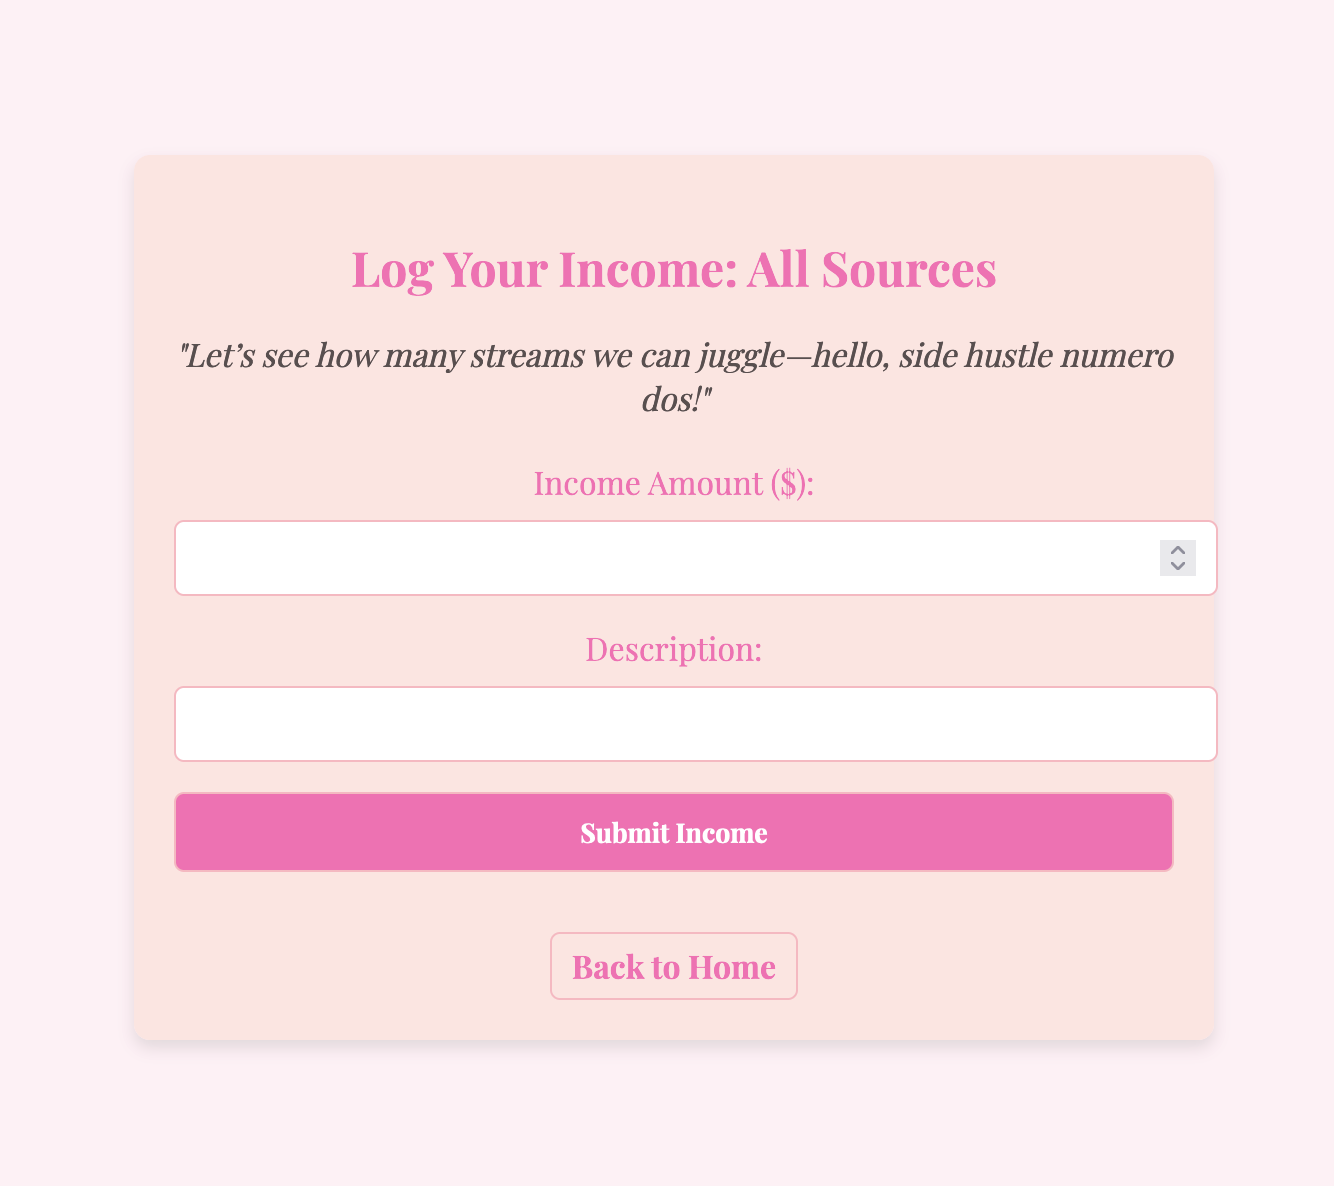 Log Your Income: All Sources
"Let’s see how many streams we can juggle—hello, side hustle numero
dos!"
Income Amount ($):
Description:
Submit Income
Back to Home